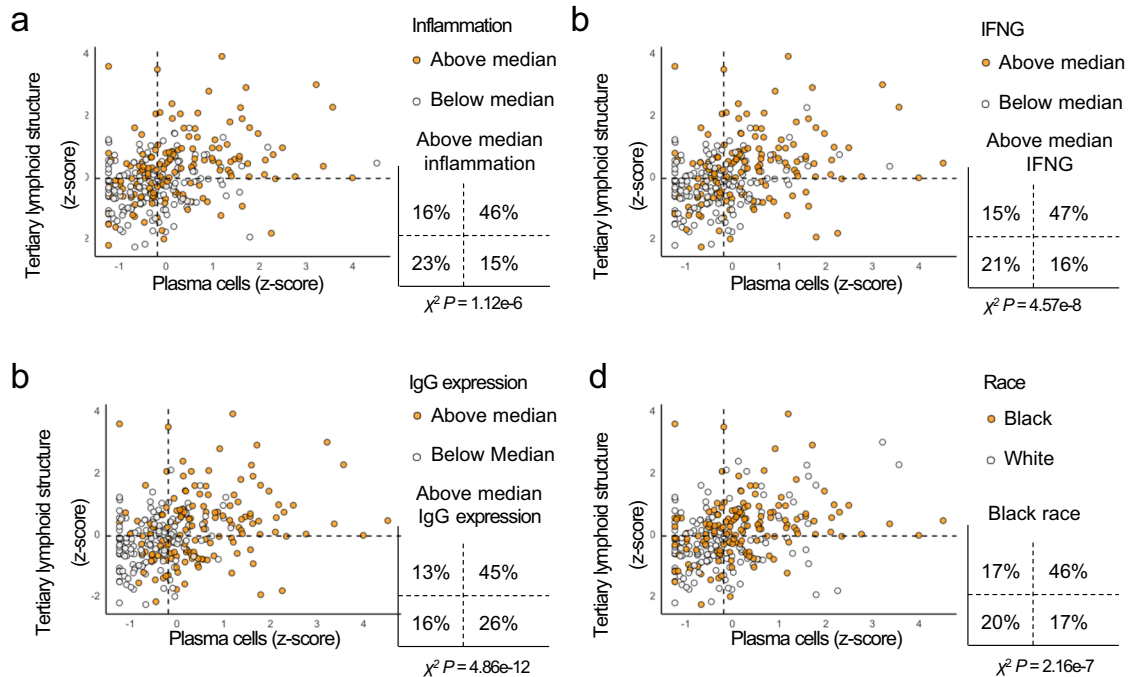 a
Inflammation
Above median
Below median
Above median
inflammation
16% 46%
23% 15%
χ² P = 1.12e-6
Tertiary lymphoid structure
(z-score)
4
2
0
2
-1 0 1 2 3 4
Plasma cells (z-score)
b
IFNG
Above median
Below median
Above median
IFNG
15% 47%
21% 16%
χ² P = 4.57e-8
Tertiary lymphoid structure
(z-score)
4
2
0
2
-1 0 1 2 3 4
Plasma cells (z-score)
b
IgG expression
Above median
Below Median
Above median
IgG expression
13% 45%
16% 26%
χ² P = 4.86e-12
Tertiary lymphoid structure
(z-score)
4
2
0
-2
-1 0 1 2 3 4
Plasma cells (z-score)
d
Race
Black
White
Black race
17% 46%
20% 17%
χ² P = 2.16e-7
Tertiary lymphoid structure
(z-score)
4
2
0
2
-1 0 1 2 3 4
Plasma cells (z-score)